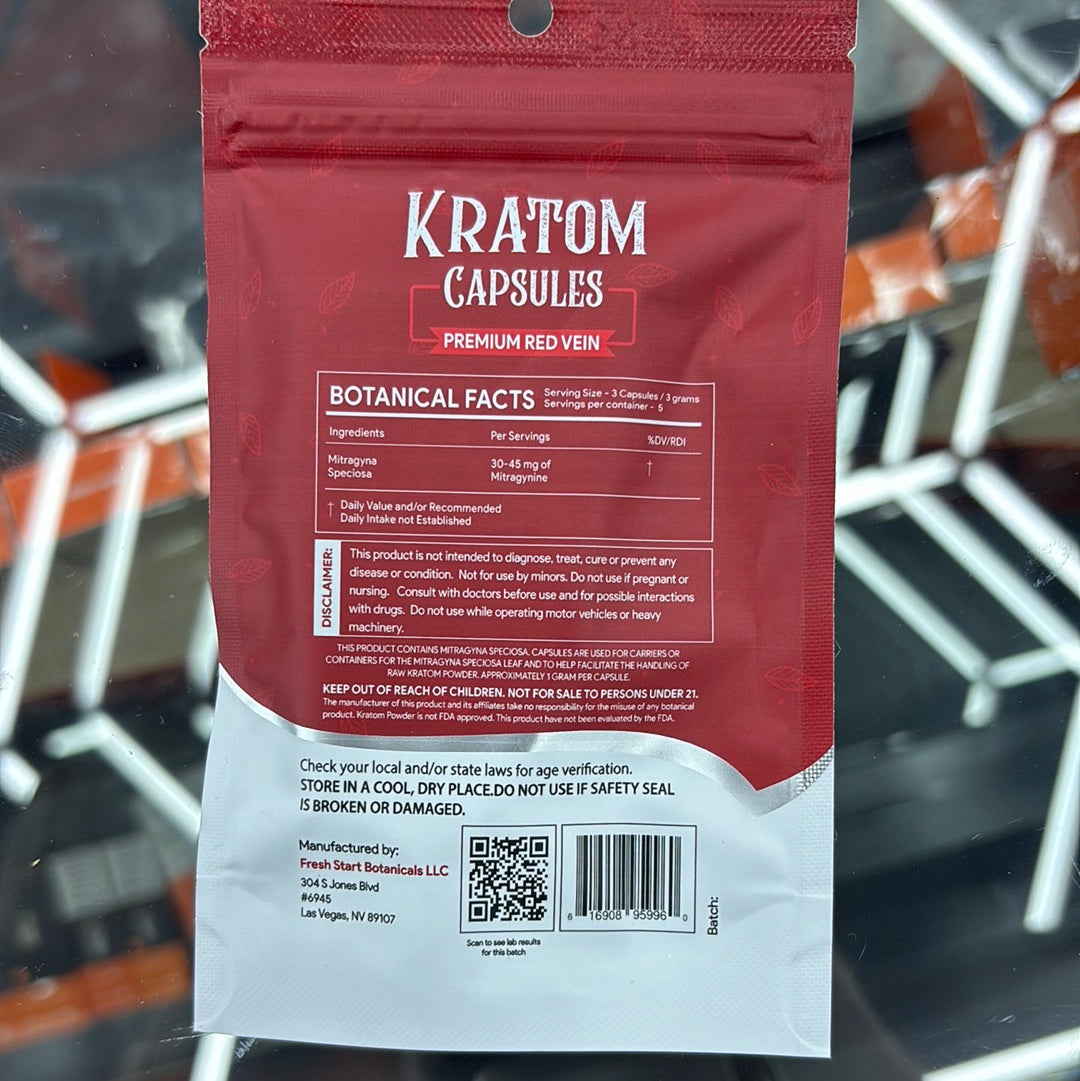 KRATOM
CAPSULES
PREMIUM RED VEIN
BOTANICAL FACTS
Serving Size - 3 Capsules / 3 grams
Servings per container - 5
Ingredients Per Servings %DV/RDI
Mitragyna
Speciosa
30-45 mg of
Mitragynine
†
† Daily Value and/or Recommended
Daily Intake not Established
DISCLAIMER:
This product is not intended to diagnose, treat, cure or prevent any
disease or condition. Not for use by minors. Do not use if pregnant or
nursing. Consult with doctors before use and for possible interactions
with drugs. Do not use while operating motor vehicles or heavy
machinery.
THIS PRODUCT CONTAINS MITRAGYNA SPECIOSA. CAPSULES ARE USED FOR CARRIERS OR
CONTAINERS FOR THE MITRAGYNA SPECIOSA LEAF AND TO HELP FACILITATE THE HANDLING OF
RAW KRATOM POWDER. APPROXIMATELY 1 GRAM PER CAPSULE.
KEEP OUT OF REACH OF CHILDREN. NOT FOR SALE TO PERSONS UNDER 21.
The manufacturer of this product and its affiliates take no responsibility for the misuse of any botanical
product. Kratom Powder is not FDA approved. This product have not been evaluated by the FDA.
Check your local and/or state laws for age verification.
STORE IN A COOL, DRY PLACE.DO NOT USE IF SAFETY SEAL
IS BROKEN OR DAMAGED.
Manufactured by:
Fresh Start Botanicals LLC
304 S Jones Blvd
#6945
Las Vegas, NV 89107
Scan to see lab results
for this batch
6 16908 95996 0
Batch: